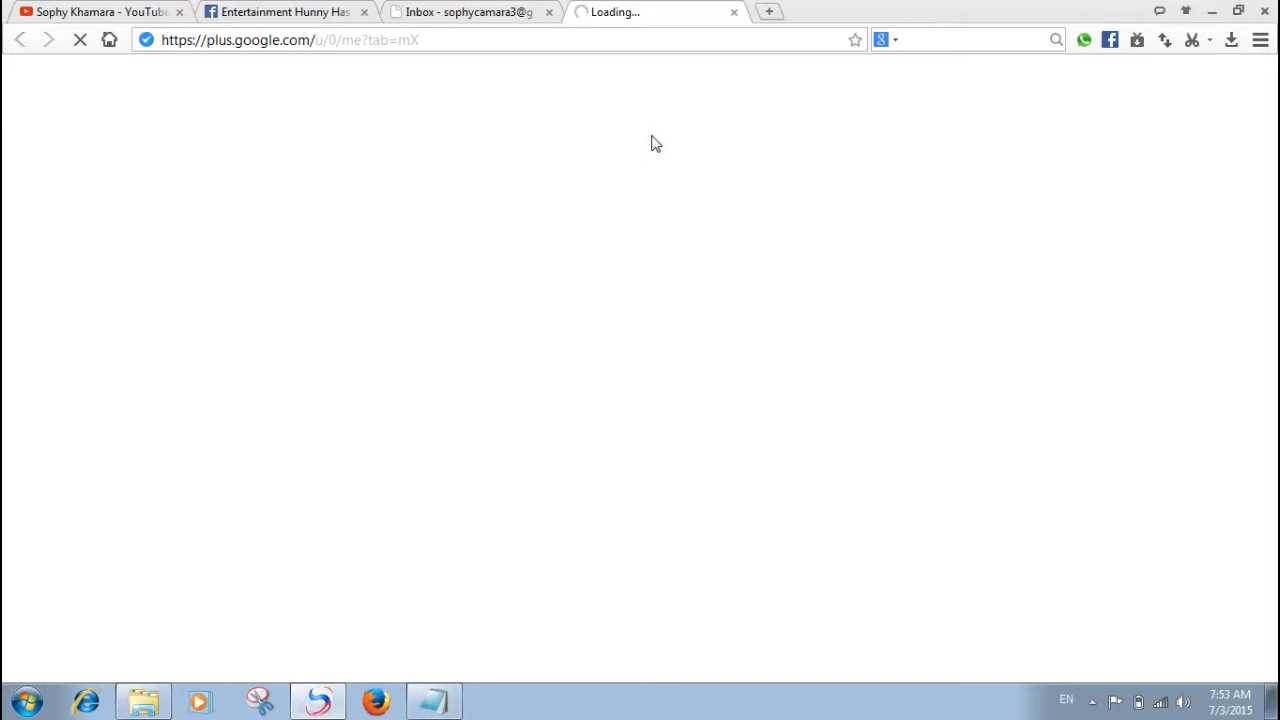 Sophy Khamara - YouTube
Entertainment Hunny Has
Inbox - sophycamara3@g
Loading...
https://plus.google.com/u/0/me?tab=mX
8
EN
7:53 AM
7/3/2015